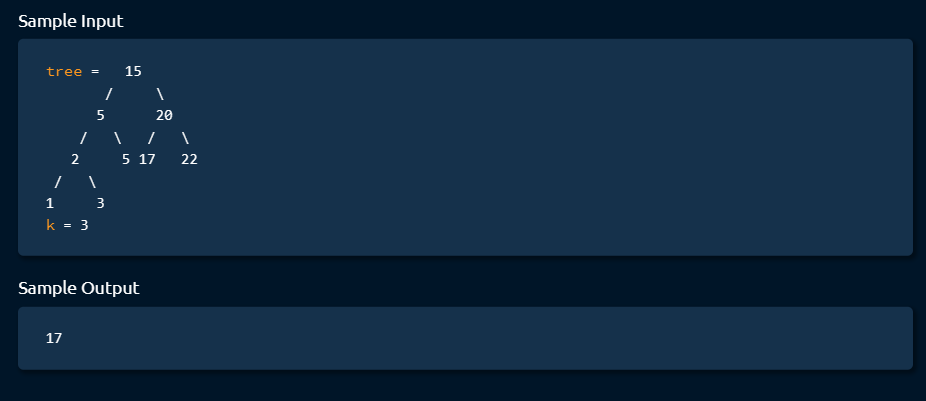 Sample Input
tree =   15
       /     \
      5      20
    /   \   /   \
   2     5 17   22
 /   \
1     3
k = 3
Sample Output
17